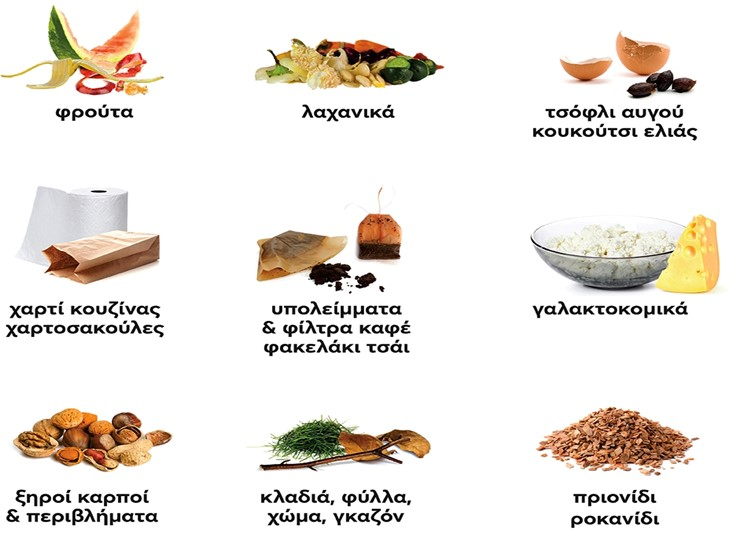 φρούτα
λαχανικά
τσόφλι αυγού
κουκούτσι ελιάς
χαρτί κουζίνας
χαρτοσακούλες
υπολείμματα
& φίλτρα καφέ
φακελάκι τσάι
γαλακτοκομικά
ξηροί καρποί
& περιβλήματα
κλαδιά, φύλλα,
χώμα, γκαζόν
πριονίδι
ροκανίδι